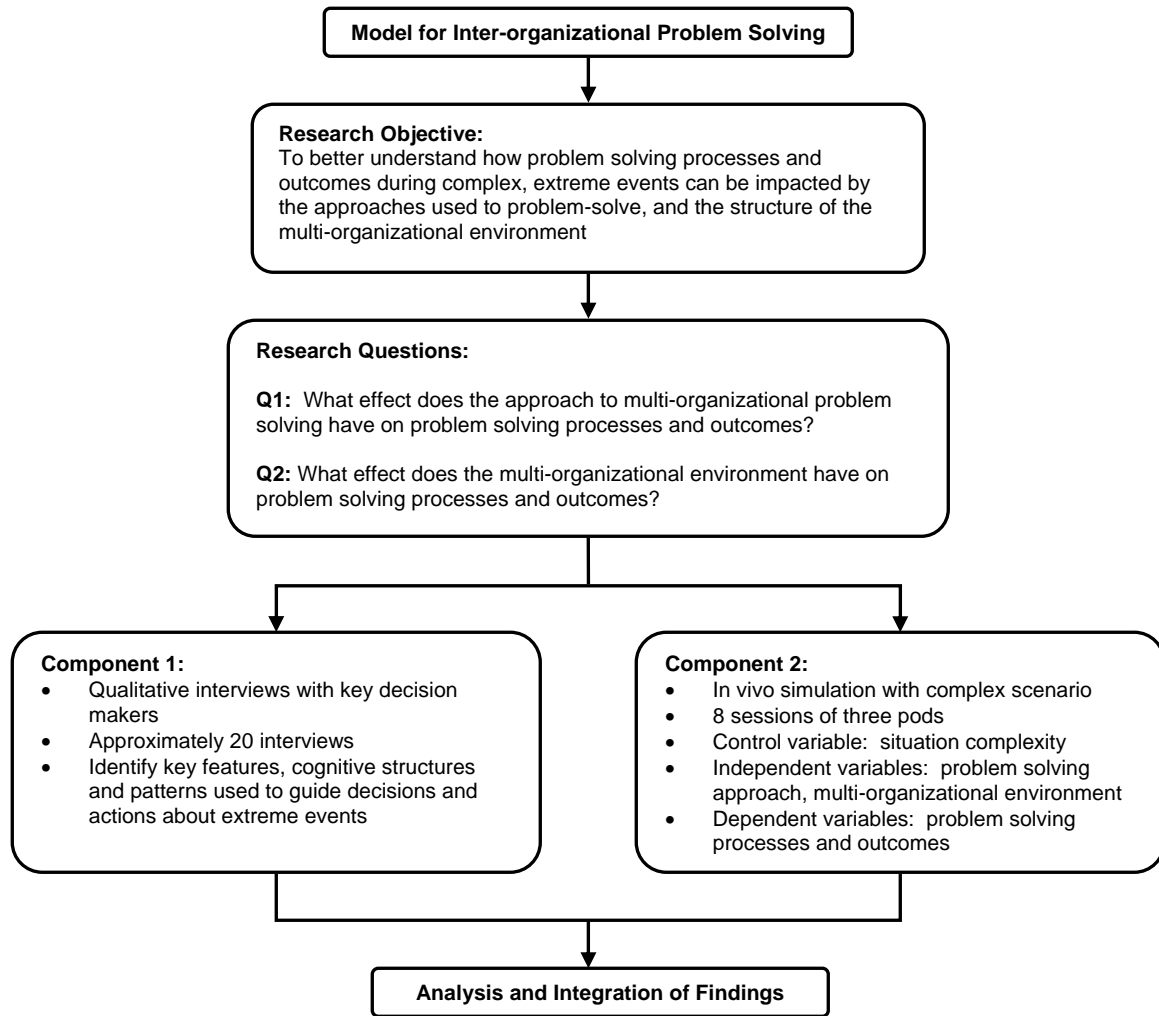 Model for Inter-organizational Problem Solving
Research Objective:
To better understand how problem solving processes and
outcomes during complex, extreme events can be impacted by
the approaches used to problem-solve, and the structure of the
multi-organizational environment
Research Questions:
Q1:  What effect does the approach to multi-organizational problem
solving have on problem solving processes and outcomes?
Q2: What effect does the multi-organizational environment have on
problem solving processes and outcomes?
Component 1:
• Qualitative interviews with key decision
makers
• Approximately 20 interviews
• Identify key features, cognitive structures
and patterns used to guide decisions and
actions about extreme events
Component 2:
• In vivo simulation with complex scenario
• 8 sessions of three pods
• Control variable:  situation complexity
• Independent variables:  problem solving
approach, multi-organizational environment
• Dependent variables:  problem solving
processes and outcomes
Analysis and Integration of Findings